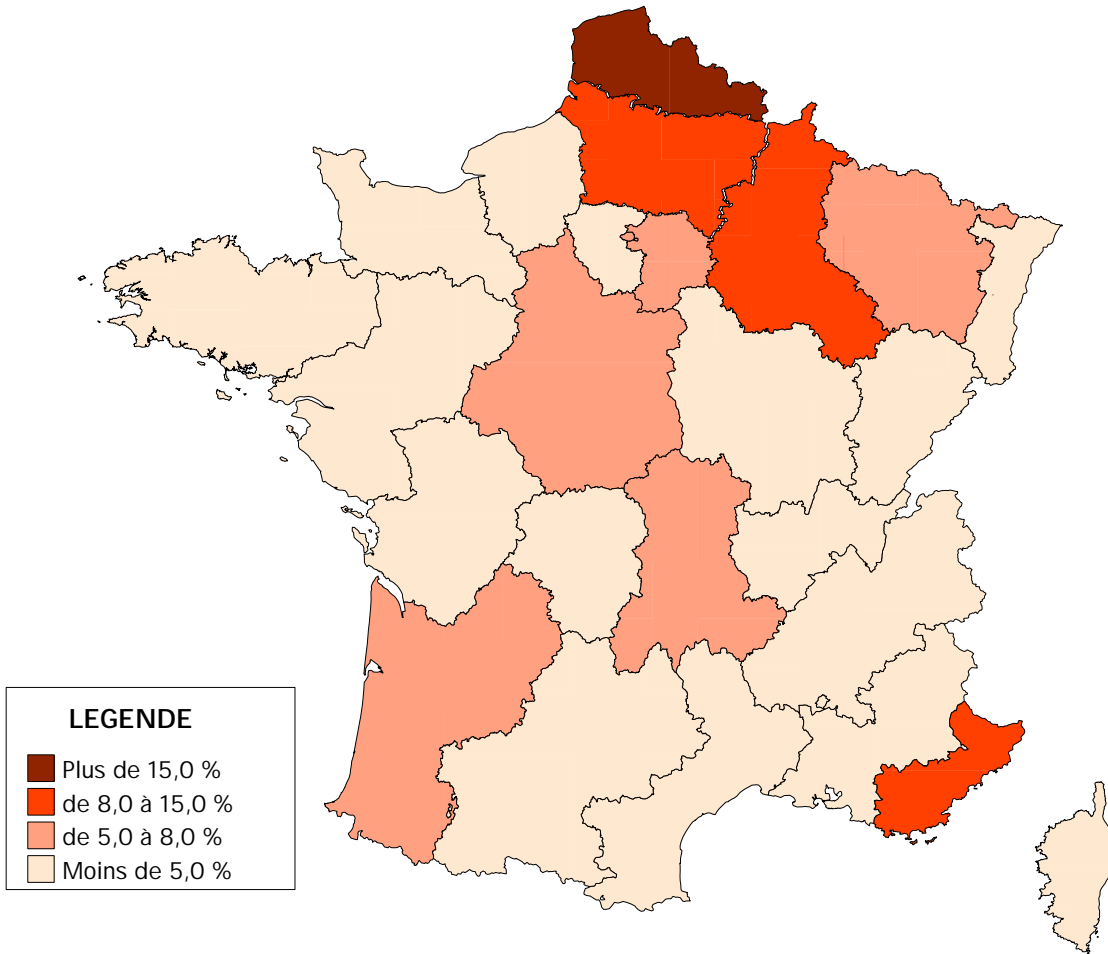 LEGENDE
Plus de 15,0 %
de 8,0 à 15,0 %
de 5,0 à 8,0 %
Moins de 5,0 %